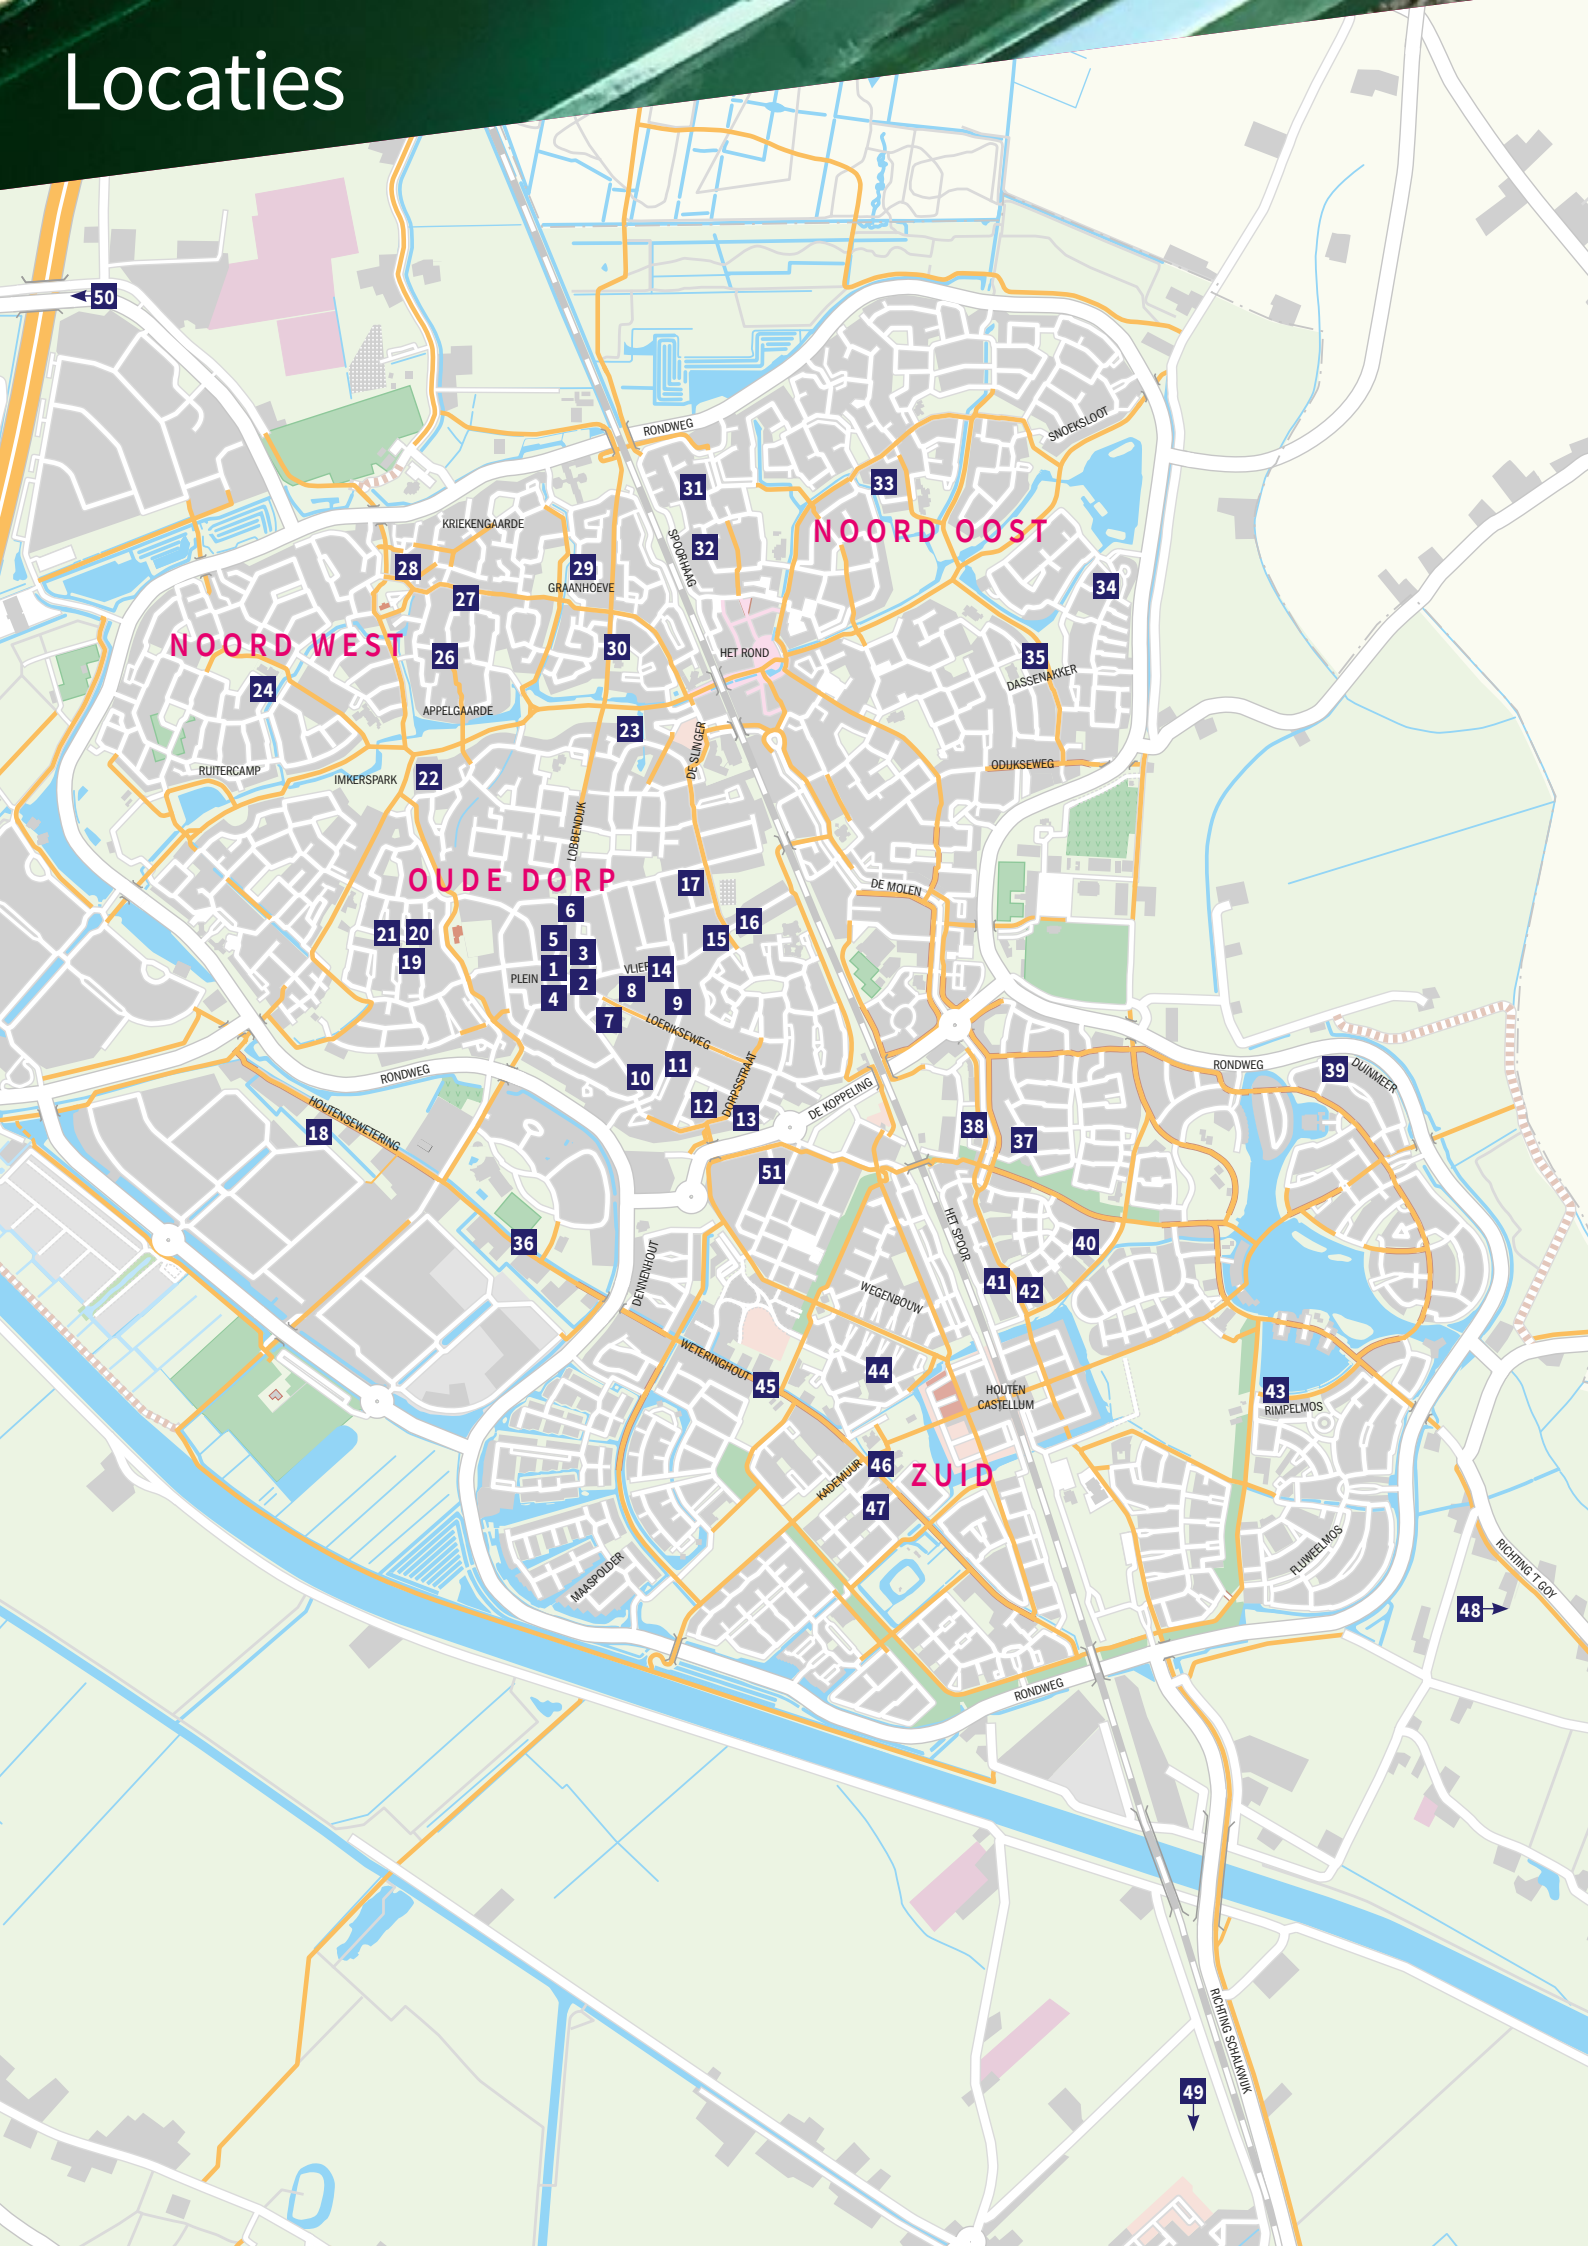 Locaties
50
RONDWEG
SNOEKSLOOT
31
33
KRIEKENGAARDE
NOORD OOST
SPOORHAAG
32
28
29
GRAANHOEVE
34
27
NOORD WEST
30
HET ROND
26
35
DASSENAKKER
24
APPELGAARDE
23
DE SLINGER
RUITERCAMP
IMKERSPARK
22
ODIJKSEWEG
LOBBENDIJK
OUDE DORP
17
DE MOLEN
6
16
21
20
5
15
3
19
1
VLIER
14
PLEIN
2
8
4
9
7
LOERIKSEWEG
11
RONDWEG
39
DUINMEER
RONDWEG
10
DORPSSTRAAT
DE KOPPELING
12
13
HOUTENSEWETERING
18
38
37
51
HET SPOOR
36
40
DENNENHOUT
41
42
WEGENBOUW
WETERINGHOUT
44
45
HOUTEN
CASTELLUM
43
RIMPELMOS
46
ZUID
KADEMUUR
47
FLUWEELMOS
MAASPOLDER
RICHTING 'T GOY
48
RONDWEG
RICHTING SCHALKWIJK
49